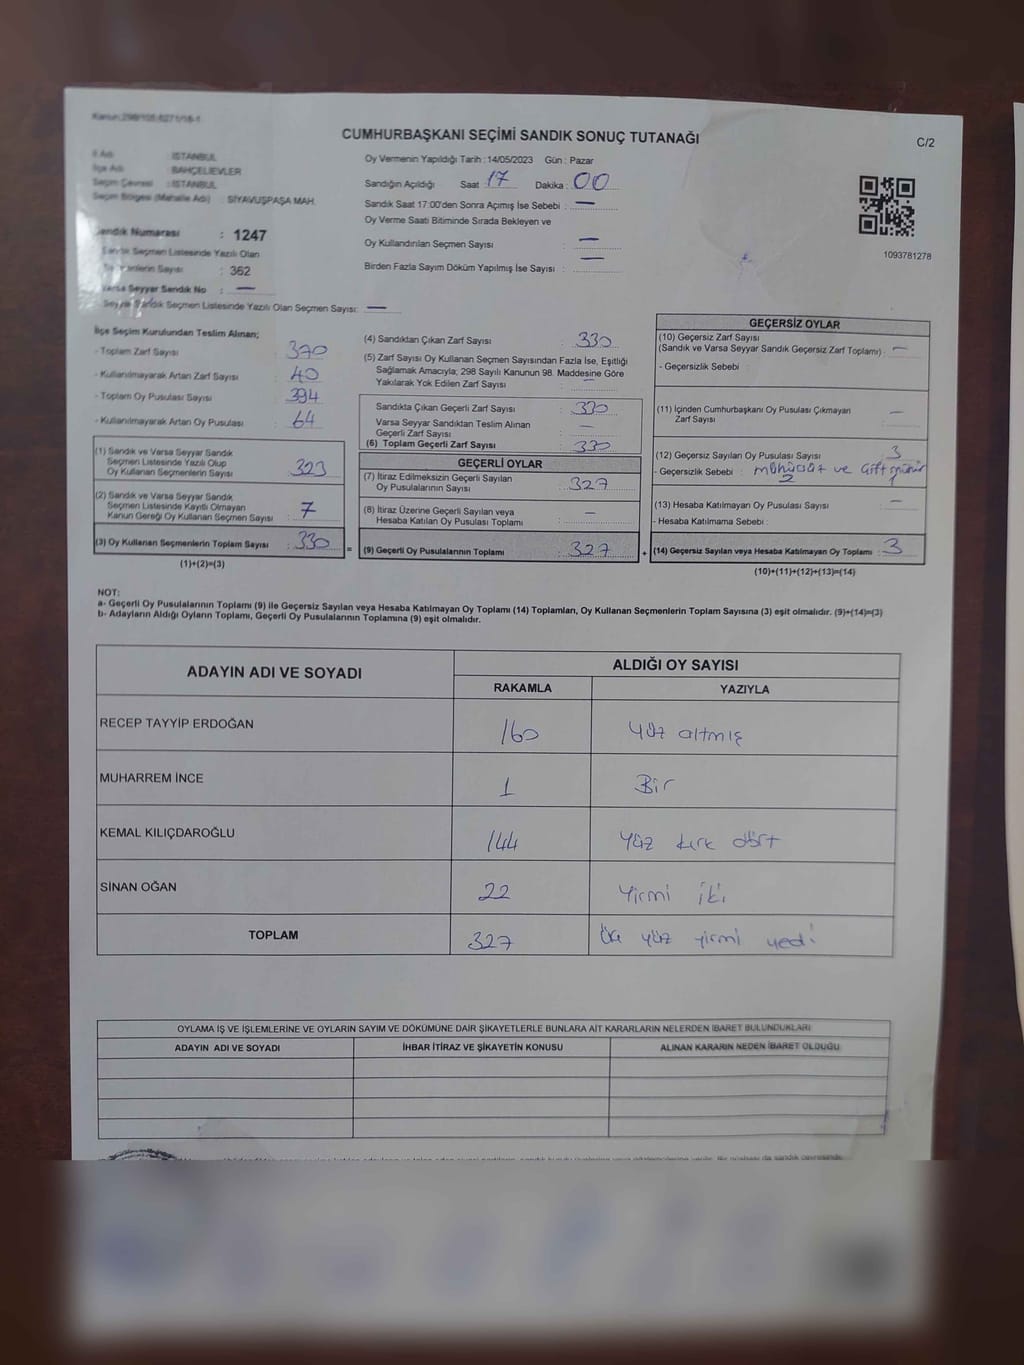 Kanun:298/105,6271/18-1
CUMHURBAŞKANI SEÇİMİ SANDIK SONUÇ TUTANAĞI
C/2
İl Adı : İSTANBUL
İlçe Adı : BAHÇELİEVLER
Seçim Çevresi : İSTANBUL
Seçim Bölgesi (Mahalle Adı) : SİYAVUŞPAŞA MAH.
Sandık Numarası : 1247
Sandık Seçmen Listesinde Yazılı Olan
Seçmenlerin Sayısı : 362
Varsa Seyyar Sandık No : —
Seyyar Sandık Seçmen Listesinde Yazılı Olan Seçmen Sayısı: —
Oy Vermenin Yapıldığı Tarih : 14/05/2023 Gün : Pazar
Sandığın Açıldığı Saat 17 Dakika : 00
Sandık Saat 17:00'den Sonra Açımış İse Sebebi : —
Oy Verme Saati Bitiminde Sırada Bekleyen ve
Oy Kullandırılan Seçmen Sayısı : —
Birden Fazla Sayım Döküm Yapılmış İse Sayısı : —
1093781278
İlçe Seçim Kurulundan Teslim Alınan;
- Toplam Zarf Sayısı : 370
- Kullanılmayarak Artan Zarf Sayısı : 40
- Toplam Oy Pusulası Sayısı : 394
- Kullanılmayarak Artan Oy Pusulası : 64
(1) Sandık ve Varsa Seyyar Sandık
Seçmen Listesinde Yazılı Olup
Oy Kullanan Seçmenlerin Sayısı : 323
(2) Sandık ve Varsa Seyyar Sandık
Seçmen Listesinde Kayıtlı Olmayan
Kanun Gereği Oy Kullanan Seçmen Sayısı : 7
(3) Oy Kullanan Seçmenlerin Toplam Sayısı : 330
(1)+(2)=(3)
(4) Sandıktan Çıkan Zarf Sayısı : 330
(5) Zarf Sayısı Oy Kullanan Seçmen Sayısından Fazla İse, Eşitliği
Sağlamak Amacıyla; 298 Sayılı Kanunun 98. Maddesine Göre
Yakılarak Yok Edilen Zarf Sayısı : —
Sandıkta Çıkan Geçerli Zarf Sayısı : 330
Varsa Seyyar Sandıktan Teslim Alınan
Geçerli Zarf Sayısı : —
(6) Toplam Geçerli Zarf Sayısı : 330
GEÇERLİ OYLAR
(7) İtiraz Edilmeksizin Geçerli Sayılan
Oy Pusulalarının Sayısı : 327
(8) İtiraz Üzerine Geçerli Sayılan veya
Hesaba Katılan Oy Pusulası Toplamı : —
= (9) Geçerli Oy Pusulalarının Toplamı : 327
GEÇERSİZ OYLAR
(10) Geçersiz Zarf Sayısı
(Sandık ve Varsa Seyyar Sandık Geçersiz Zarf Toplamı) : —
- Geçersizlik Sebebi :
(11) İçinden Cumhurbaşkanı Oy Pusulası Çıkmayan
Zarf Sayısı : —
(12) Geçersiz Sayılan Oy Pusulası Sayısı : 3
- Geçersizlik Sebebi : mühürsüz ve çift mühür
2 1
(13) Hesaba Katılmayan Oy Pusulası Sayısı : —
- Hesaba Katılmama Sebebi :
+ (14) Geçersiz Sayılan veya Hesaba Katılmayan Oy Toplamı : 3
(10)+(11)+(12)+(13)=(14)
NOT:
a- Geçerli Oy Pusulalarının Toplamı (9) ile Geçersiz Sayılan veya Hesaba Katılmayan Oy Toplamı (14) Toplamları, Oy Kullanan Seçmenlerin Toplam Sayısına (3) eşit olmalıdır. (9)+(14)=(3)
b- Adayların Aldığı Oyların Toplamı, Geçerli Oy Pusulalarının Toplamına (9) eşit olmalıdır.
ADAYIN ADI VE SOYADI ALDIĞI OY SAYISI
RAKAMLA YAZIYLA
RECEP TAYYİP ERDOĞAN 160 Yüz altmış
MUHARREM İNCE 1 Bir
KEMAL KILIÇDAROĞLU 144 Yüz kırk dört
SİNAN OĞAN 22 Yirmi iki
TOPLAM 327 Üç yüz yirmi yedi
OYLAMA İŞ VE İŞLEMLERİNE VE OYLARIN SAYIM VE DÖKÜMÜNE DAİR ŞİKAYETLERLE BUNLARA AİT KARARLARIN NELERDEN İBARET BULUNDUKLARI
ADAYIN ADI VE SOYADI İHBAR İTİRAZ VE ŞİKAYETİN KONUSU ALINAN KARARIN NEDEN İBARET OLDUĞU